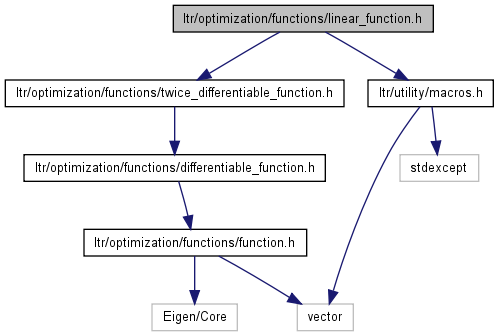 ltr/optimization/functions/linear_function.h
ltr/optimization/functions/twice_differentiable_function.h
ltr/utility/macros.h
ltr/optimization/functions/differentiable_function.h
stdexcept
ltr/optimization/functions/function.h
Eigen/Core
vector